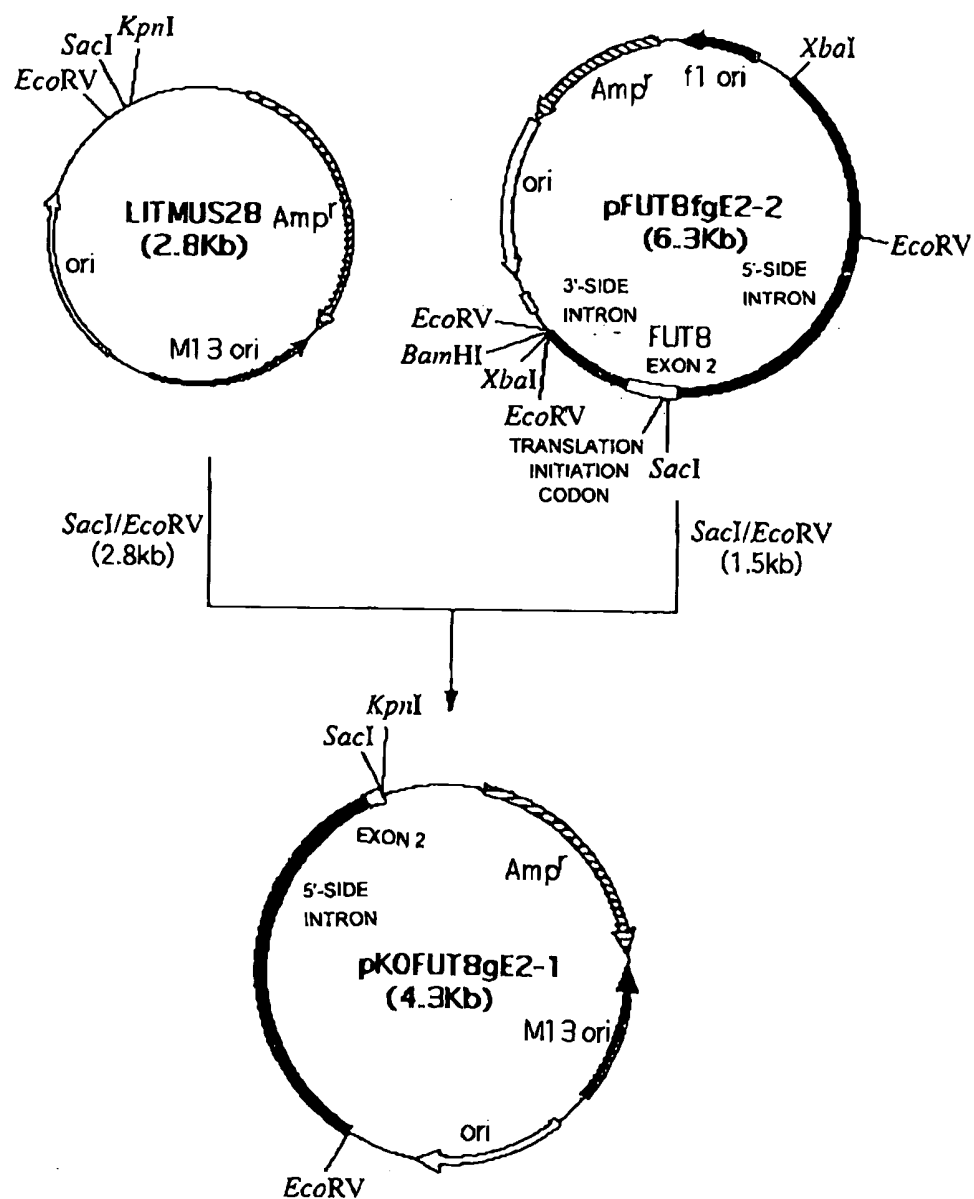 KpnI
SacI
EcoRV
LITMUS28
(2.8Kb)
Ampr
ori
M13 ori
XbaI
f1 ori
Ampr
ori
pFUT8fgE2-2
(6.3Kb)
EcoRV
5'-SIDE
INTRON
3'-SIDE
INTRON
FUT8
EXON 2
EcoRV
BamHI
XbaI
EcoRV
TRANSLATION
INITIATION
CODON
SacI
SacI/EcoRV
(2.8kb)
SacI/EcoRV
(1.5kb)
KpnI
SacI
EXON 2
Ampr
5'-SIDE
INTRON
pKOFUT8gE2-1
(4.3Kb)
M13 ori
ori
EcoRV